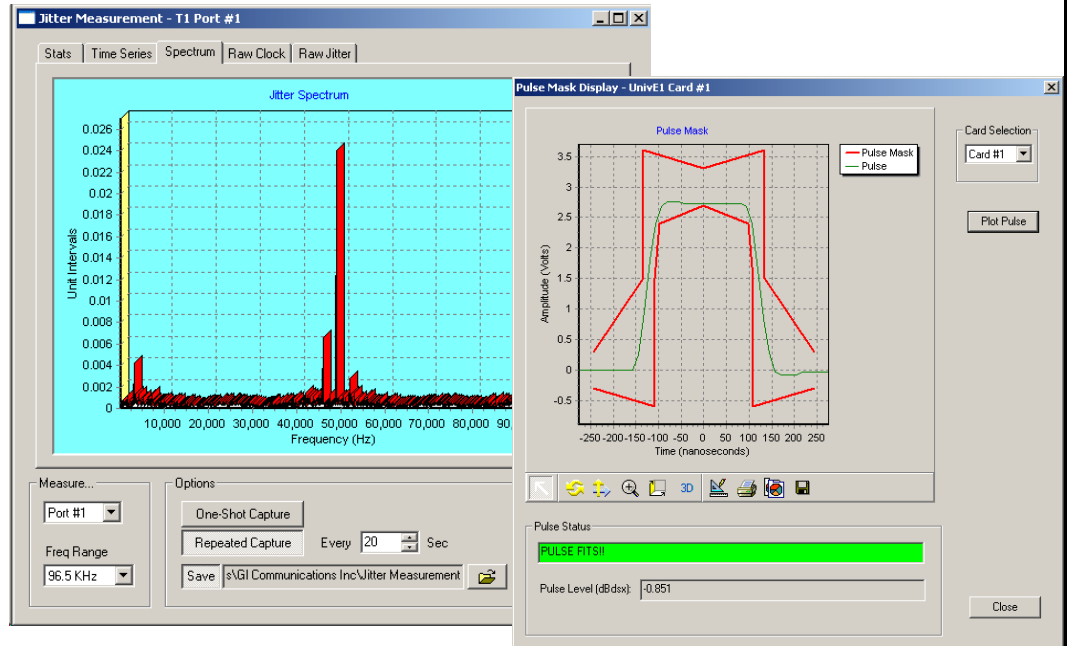 Jitter Measurement - T1 Port #1
Stats Time Series Spectrum Raw Clock Raw Jitter
Jitter Spectrum
0.026
0.024
0.022
0.02
0.018
0.016
0.014
0.012
0.01
0.008
0.006
0.004
0.002
0
Unit Intervals
10,000 20,000 30,000 40,000 50,000 60,000 70,000 80,000 90,
Frequency (Hz)
Measure...
Port #1
Freq Range
96.5 KHz
Options
One-Shot Capture
Repeated Capture Every 20 Sec
Save s\Gl Communications Inc\Jitter Measurement
Pulse Mask Display - UnivE1 Card #1
Pulse Mask
3.5
3
2.5
2
1.5
1
0.5
0
-0.5
Amplitude (Volts)
-250 -200 -150 -100 -50 0 50 100 150 200 250
Time (nanoseconds)
Pulse Mask
Pulse
Card Selection
Card #1
Plot Pulse
3D
Pulse Status
PULSE FITS!!
Pulse Level (dBdsx): -0.851
Close